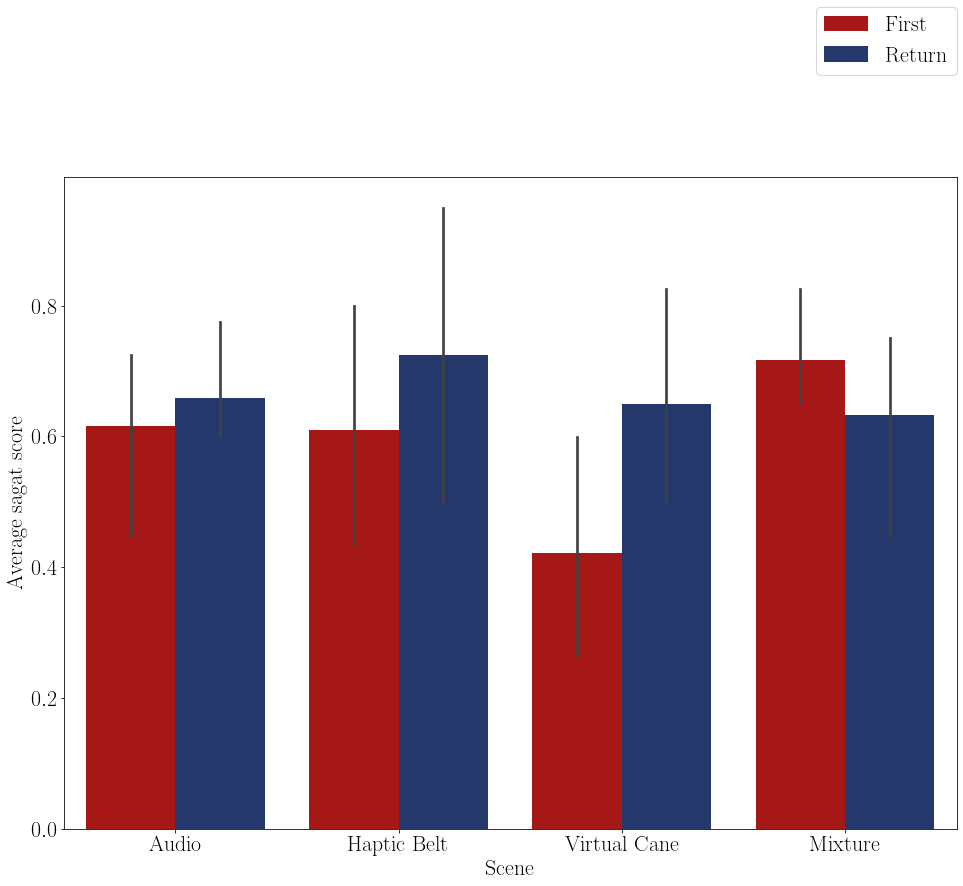 First
Return
Average sagat score
0.8
0.6
0.4
0.2
0.0
Audio
Haptic Belt
Virtual Cane
Mixture
Scene